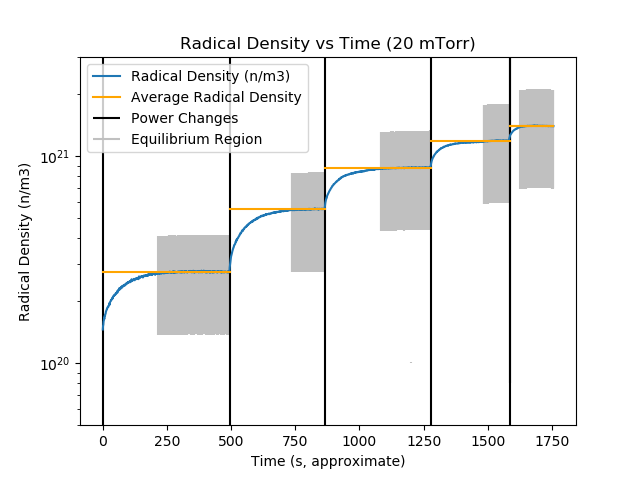 Radical Density vs Time (20 mTorr)
Radical Density (n/m3)
Average Radical Density
Power Changes
Equilibrium Region
Radical Density (n/m3)
10^21
10^20
0 250 500 750 1000 1250 1500 1750
Time (s, approximate)